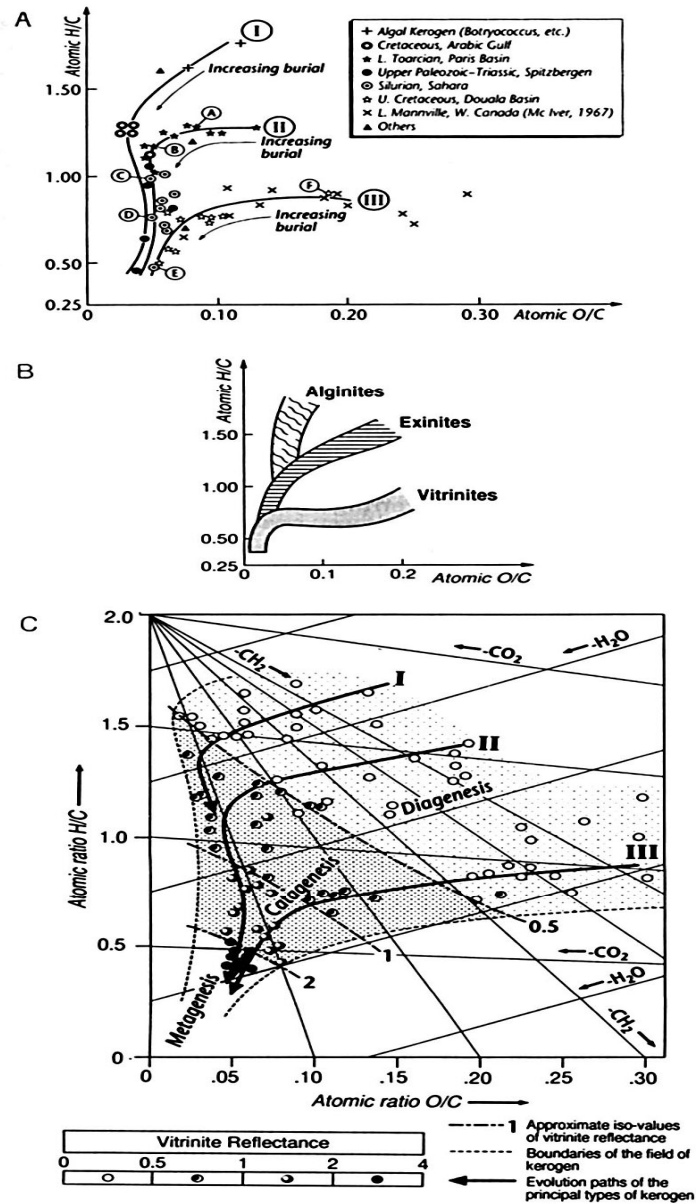 A
Atomic H/C
I
+ Algal Kerogen (Botryococcus, etc.)
Cretaceous, Arabic Gulf
★ L. Toarcian, Paris Basin
● Upper Paleozoic-Triassic, Spitzbergen
⊙ Silurian, Sahara
☆ U. Cretaceous, Douala Basin
× L. Mannville, W. Canada (Mc Iver, 1967)
▲ Others
Increasing burial
1.50
A
II
B
Increasing
burial
1.00
C
F
III
D
Increasing
burial
0.50
E
0.25
0
0.10
0.20
0.30
Atomic O/C
B
Atomic H/C
Alginites
Exinites
1.50
1.00
Vitrinites
0.50
0.25
0
0.1
0.2
Atomic O/C
C
2.0
-H₂O
-CO₂
-CH₂
I
1.5
II
Diagenesis
1.0
III
Catagenesis
Atomic ratio H/C
0.5
0.5
-CO₂
1
2
-H₂O
Metagenesis
-CH₂
0
0
.05
.10
.15
.20
.25
.30
Atomic ratio O/C
Vitrinite Reflectance
0 0.5 1 2 4
1 Approximate iso-values
of vitrinite reflectance
Boundaries of the field of
kerogen
Evolution paths of the
principal types of kerogen